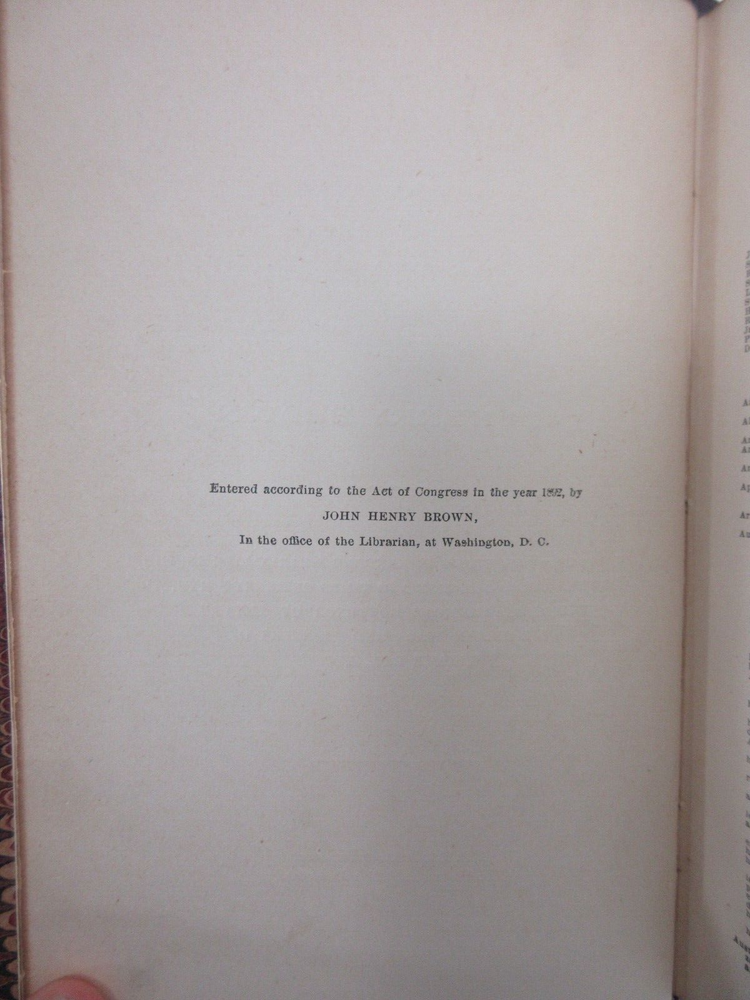 Entered according to the Act of Congress in the year 1892, by
JOHN HENRY BROWN,
In the office of the Librarian, at Washington, D. C.